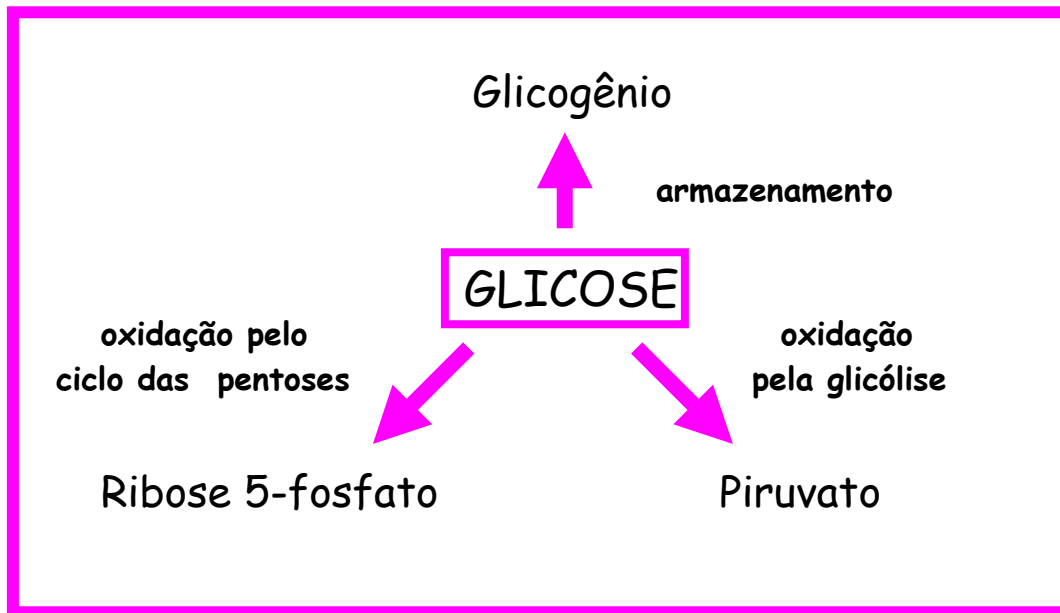 Glicogênio
armazenamento
GLICOSE
oxidação pelo
ciclo das pentoses
oxidação
pela glicólise
Ribose 5-fosfato
Piruvato